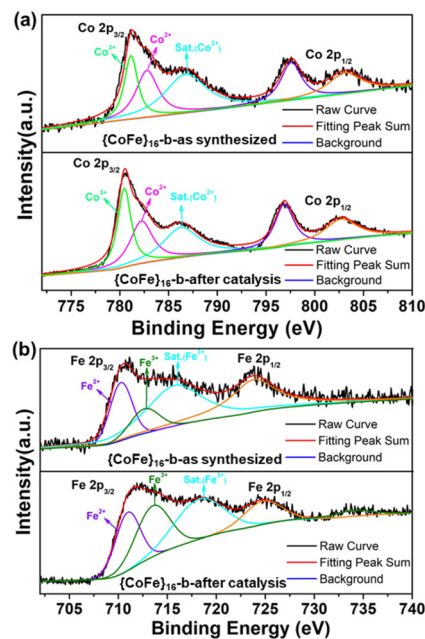 (a)
Co 2p3/2
Co3+
Co2+
Sat.(Co2+)
Co 2p1/2
Raw Curve
Fitting Peak Sum
Background
{CoFe}16-b-as synthesized
Co 2p3/2
Co3+
Co2+
Sat.(Co2+)
Co 2p1/2
Raw Curve
Fitting Peak Sum
Background
{CoFe}16-b-after catalysis
Intensity(a.u.)
775 780 785 790 795 800 805 810
Binding Energy (eV)
(b)
Fe 2p3/2
Fe2+
Fe3+
Sat.(Fe3+)
Fe 2p1/2
Raw Curve
Fitting Peak Sum
Background
{CoFe}16-b-as synthesized
Fe 2p3/2
Fe2+
Fe3+
Sat.(Fe3+)
Fe 2p1/2
Raw Curve
Fitting Peak Sum
Background
{CoFe}16-b-after catalysis
Intensity(a.u.)
705 710 715 720 725 730 735 740
Binding Energy (eV)